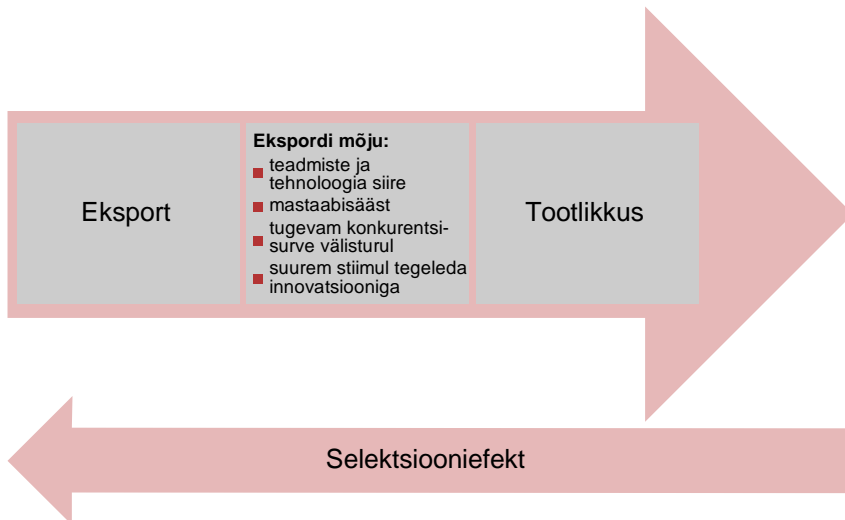 Eksport
Ekspordi mõju:
teadmiste ja
tehnoloogia siire
mastaabisääst
tugevam konkurentsi-
surve välisturul
suurem stiimul tegeleda
innovatsiooniga
Tootlikkus
Selektsiooniefekt